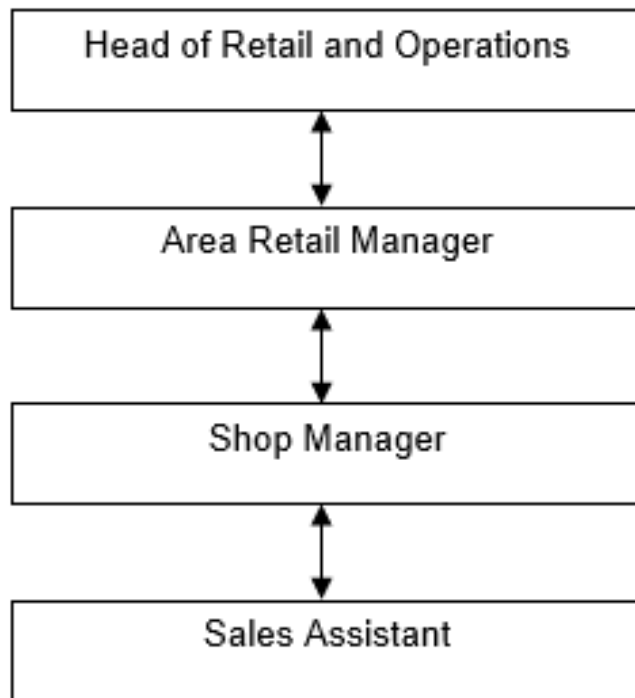 Head of Retail and Operations
Area Retail Manager
Shop Manager
Sales Assistant